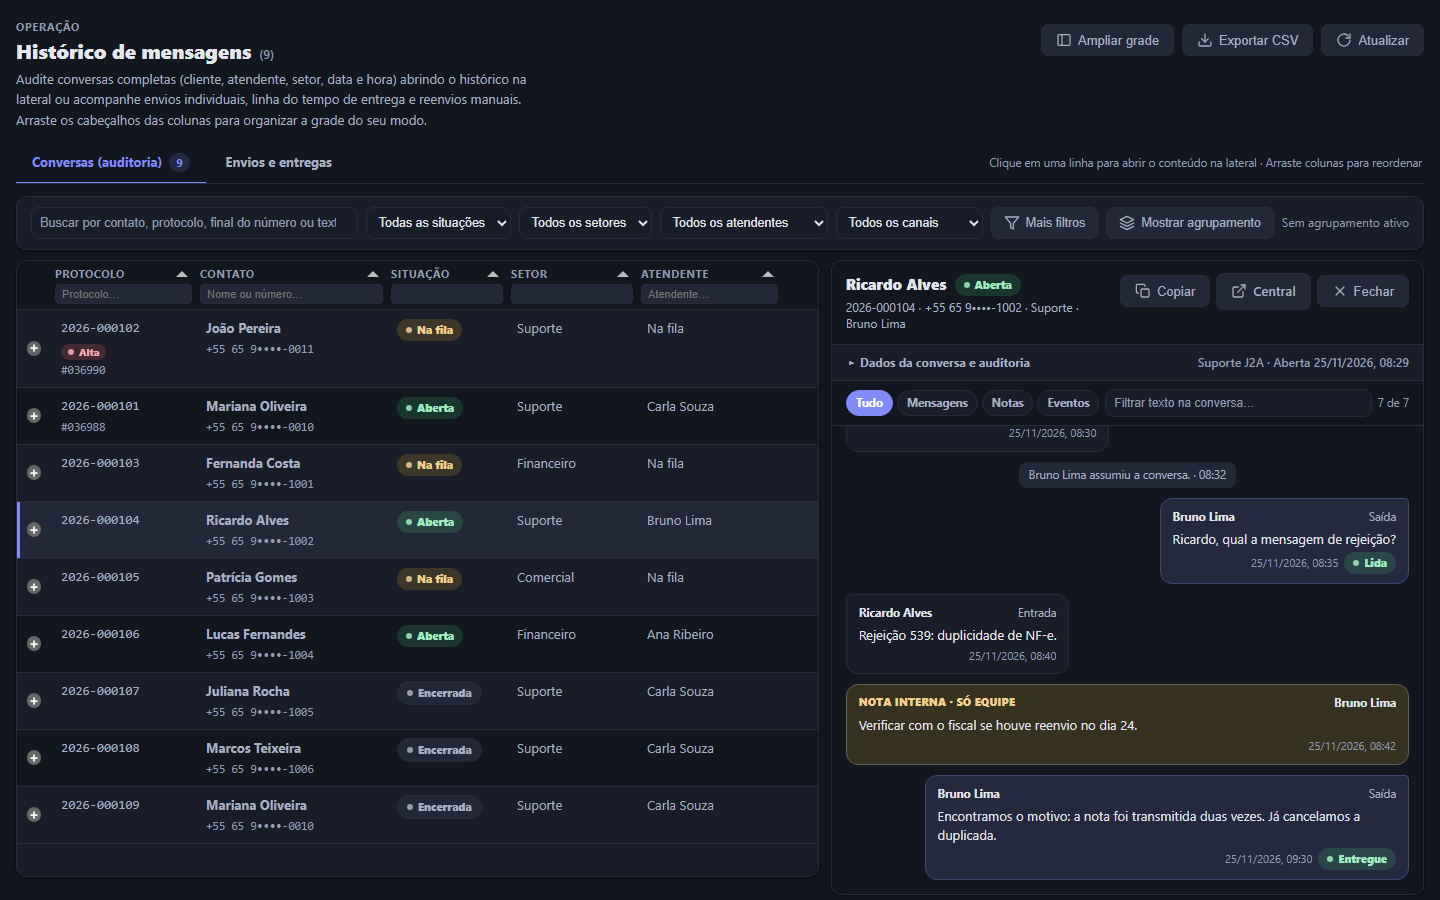 OPERAÇÃO
Histórico de mensagens (9)
Audite conversas completas (cliente, atendente, setor, data e hora) abrindo o histórico na
lateral ou acompanhe envios individuais, linha do tempo de entrega e reenvios manuais.
Arraste os cabeçalhos das colunas para organizar a grade do seu modo.
Ampliar grade
Exportar CSV
Atualizar
Conversas (auditoria) 9
Envios e entregas
Clique em uma linha para abrir o conteúdo na lateral · Arraste colunas para reordenar
Buscar por contato, protocolo, final do número ou text
Todas as situações
Todos os setores
Todos os atendentes
Todos os canais
Mais filtros
Mostrar agrupamento
Sem agrupamento ativo
PROTOCOLO CONTATO SITUAÇÃO SETOR ATENDENTE
Protocolo... Nome ou número... Atendente...
2026-000102 João Pereira Na fila Suporte Na fila
+55 65 9••••-0011
Alta
#036990
2026-000101 Mariana Oliveira Aberta Suporte Carla Souza
#036988 +55 65 9••••-0010
2026-000103 Fernanda Costa Na fila Financeiro Na fila
+55 65 9••••-1001
2026-000104 Ricardo Alves Aberta Suporte Bruno Lima
+55 65 9••••-1002
2026-000105 Patrícia Gomes Na fila Comercial Na fila
+55 65 9••••-1003
2026-000106 Lucas Fernandes Aberta Financeiro Ana Ribeiro
+55 65 9••••-1004
2026-000107 Juliana Rocha Encerrada Suporte Carla Souza
+55 65 9••••-1005
2026-000108 Marcos Teixeira Encerrada Suporte Carla Souza
+55 65 9••••-1006
2026-000109 Mariana Oliveira Encerrada Suporte Carla Souza
+55 65 9••••-0010
Ricardo Alves Aberta
2026-000104 · +55 65 9••••-1002 · Suporte ·
Bruno Lima
Copiar
Central
Fechar
Dados da conversa e auditoria
Suporte J2A · Aberta 25/11/2026, 08:29
Tudo
Mensagens
Notas
Eventos
Filtrar texto na conversa...
7 de 7
25/11/2026, 08:30
Bruno Lima assumiu a conversa. · 08:32
Bruno Lima Saída
Ricardo, qual a mensagem de rejeição?
25/11/2026, 08:35 Lida
Ricardo Alves Entrada
Rejeição 539: duplicidade de NF-e.
25/11/2026, 08:40
NOTA INTERNA · SÓ EQUIPE Bruno Lima
Verificar com o fiscal se houve reenvio no dia 24.
25/11/2026, 08:42
Bruno Lima Saída
Encontramos o motivo: a nota foi transmitida duas vezes. Já cancelamos a
duplicada.
25/11/2026, 09:30 Entregue